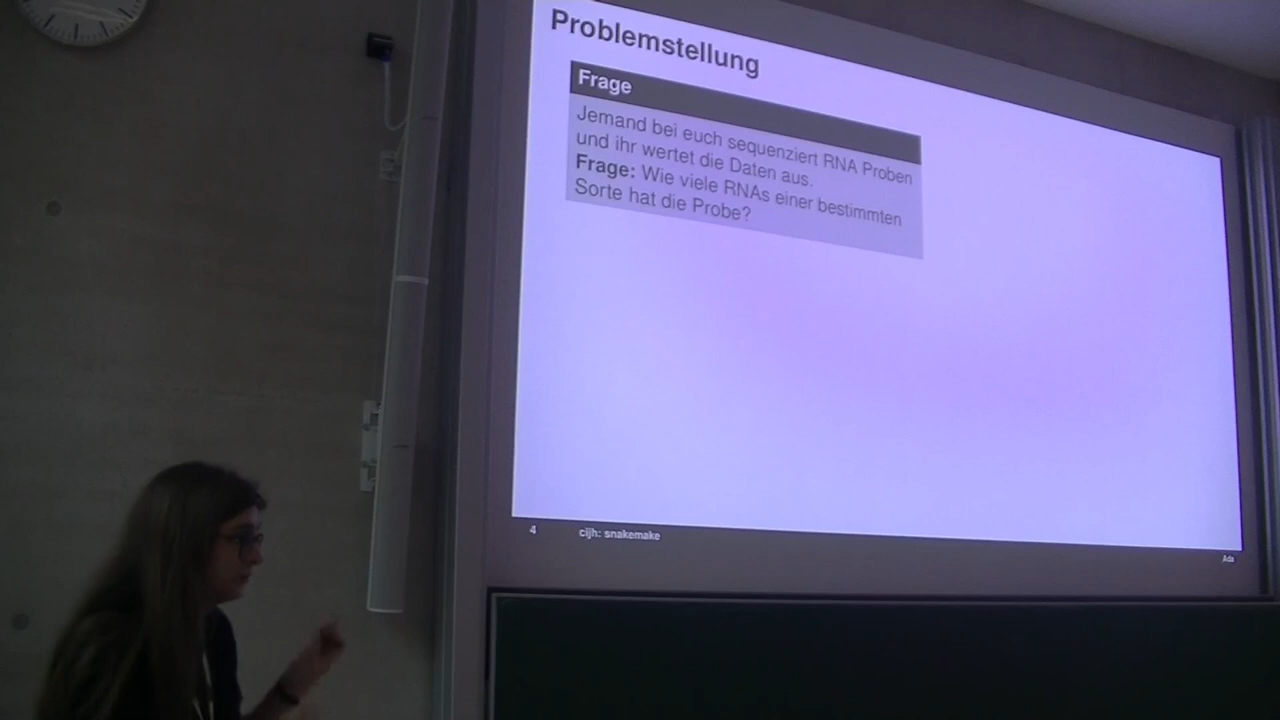 Problemstellung
Frage
Jemand bei euch sequenziert RNA Proben
und ihr wertet die Daten aus.
Frage: Wie viele RNAs einer bestimmten
Sorte hat die Probe?
4 cijh: snakemake
Ada